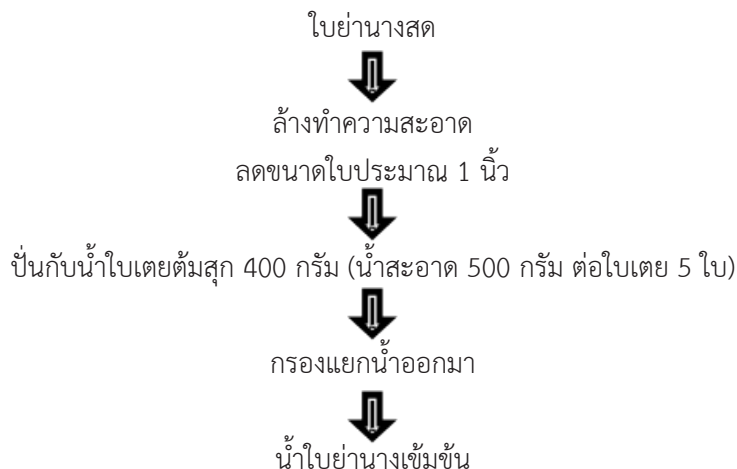 ใบย่านางสด
ล้างทำความสะอาด
ลดขนาดใบประมาณ 1 นิ้ว
ปั่นกับน้ำใบเตยต้มสุก 400 กรัม (น้ำสะอาด 500 กรัม ต่อใบเตย 5 ใบ)
กรองแยกน้ำออกมา
น้ำใบย่านางเข้มข้น